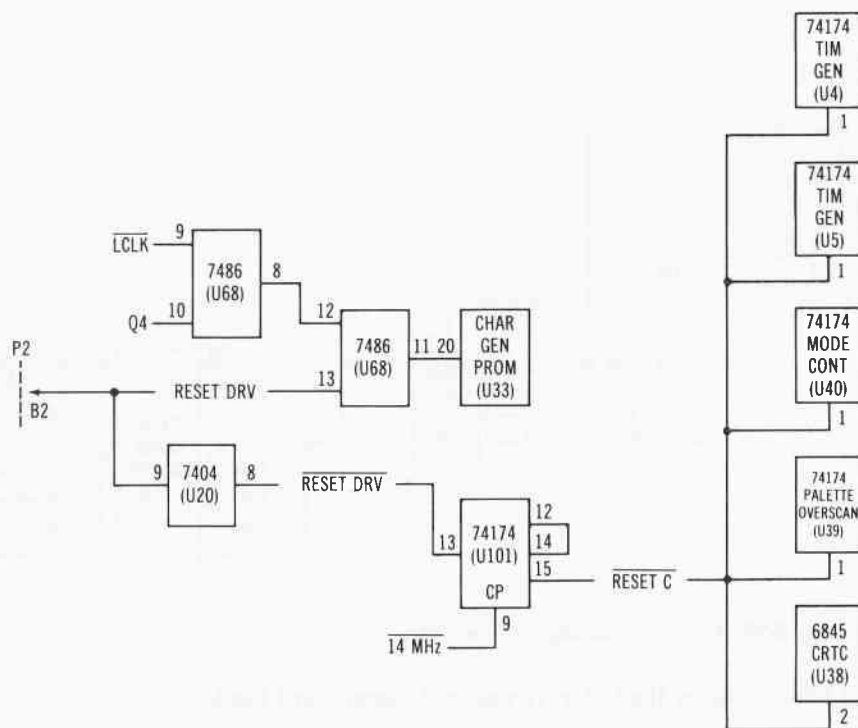 74174
TIM
GEN
(U4)
1
74174
TIM
GEN
(U5)
1
LCLK
9
7486
(U68)
8
Q4
10
12
7486
(U68)
11 20
CHAR
GEN
PROM
(U33)
13
74174
MODE
CONT
(U40)
1
P2
B2
RESET DRV
9
7404
(U20)
8
RESET DRV
13
74174
(U101)
CP
12
14
15
9
14 MHz
RESET C
74174
PALETTE
OVERSCAN
(U39)
1
6845
CRTC
(U38)
2